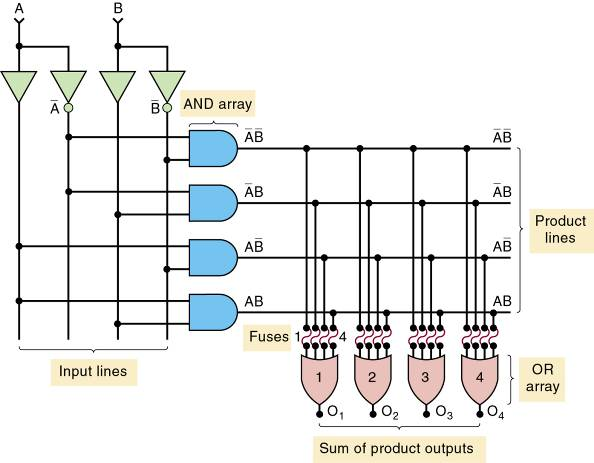 A B
A̅ B̅
AND array
A̅B̅ A̅B̅
A̅B A̅B
AB̅ AB̅
AB AB
Product
lines
Fuses 1 4
Input lines
1 2 3 4
OR
array
O₁ O₂ O₃ O₄
Sum of product outputs